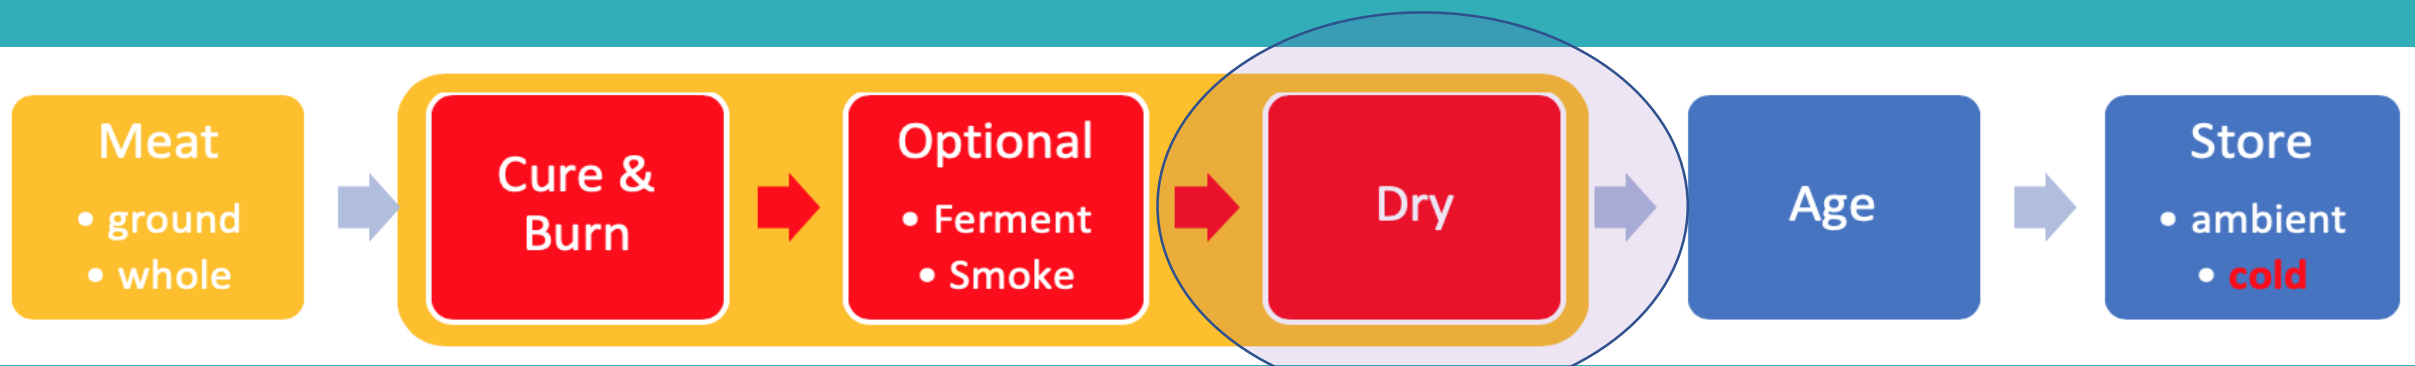 Meat
• ground
• whole
Cure &
Burn
Optional
• Ferment
• Smoke
Dry
Age
Store
• ambient
• cold